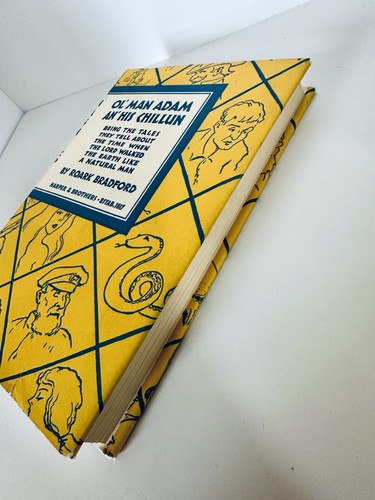 OL' MAN ADAM
AN' HIS CHILLUN
BEING THE TALES
THEY TELL ABOUT
THE TIME WHEN
THE LORD WALKED
THE EARTH LIKE
A NATURAL MAN
BY ROARK BRADFORD
HARPER & BROTHERS · ESTAB. 1817